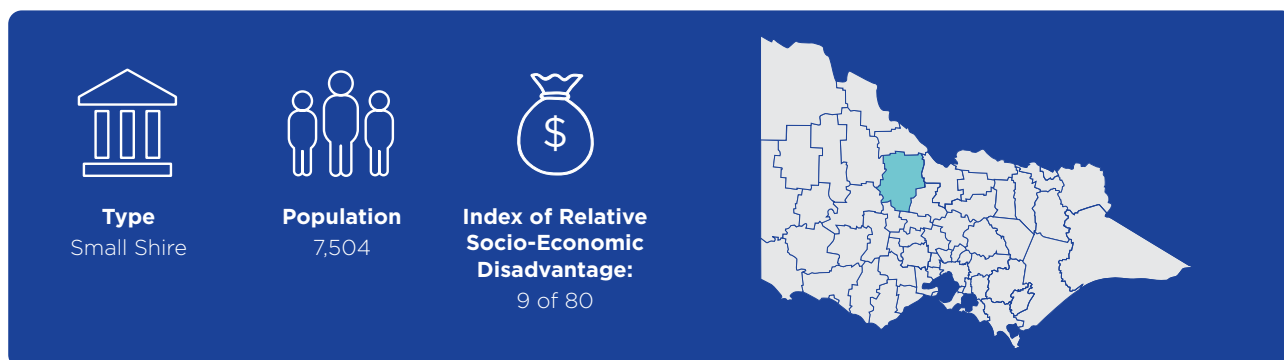 $
Type
Small Shire
Population
7,504
Index of Relative
Socio-Economic
Disadvantage:
9 of 80